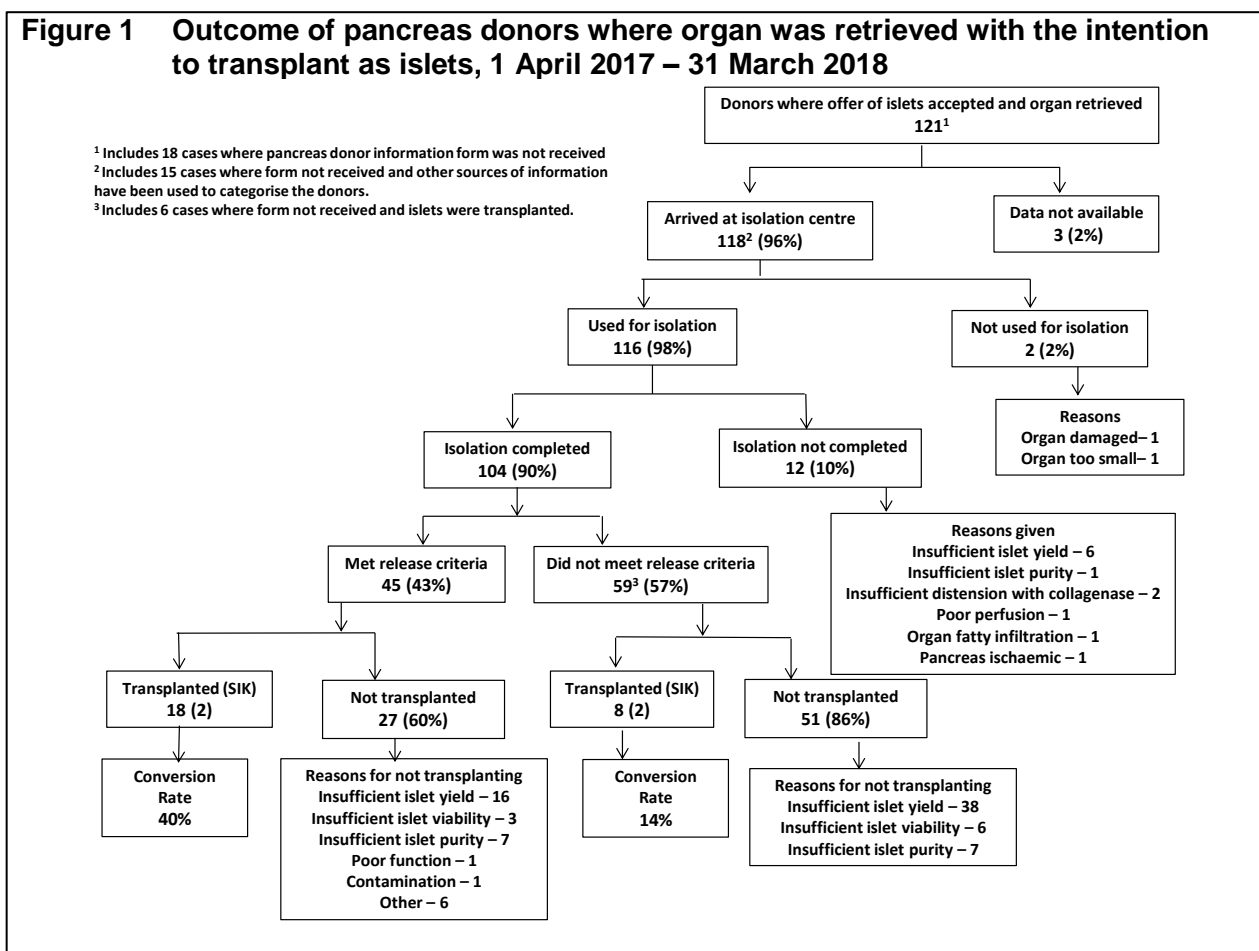 Figure 1 Outcome of pancreas donors where organ was retrieved with the intention
to transplant as islets, 1 April 2017 – 31 March 2018
Donors where offer of islets accepted and organ retrieved
121¹
¹ Includes 18 cases where pancreas donor information form was not received
² Includes 15 cases where form not received and other sources of information
have been used to categorise the donors.
³ Includes 6 cases where form not received and islets were transplanted.
Arrived at isolation centre
118² (96%)
Data not available
3 (2%)
Used for isolation
116 (98%)
Not used for isolation
2 (2%)
Reasons
Organ damaged– 1
Organ too small– 1
Isolation completed
104 (90%)
Isolation not completed
12 (10%)
Reasons given
Insufficient islet yield – 6
Insufficient islet purity – 1
Insufficient distension with collagenase – 2
Poor perfusion – 1
Organ fatty infiltration – 1
Pancreas ischaemic – 1
Met release criteria
45 (43%)
Did not meet release criteria
59³ (57%)
Transplanted (SIK)
18 (2)
Not transplanted
27 (60%)
Transplanted (SIK)
8 (2)
Not transplanted
51 (86%)
Conversion
Rate
40%
Reasons for not transplanting
Insufficient islet yield – 16
Insufficient islet viability – 3
Insufficient islet purity – 7
Poor function – 1
Contamination – 1
Other – 6
Conversion
Rate
14%
Reasons for not transplanting
Insufficient islet yield – 38
Insufficient islet viability – 6
Insufficient islet purity – 7